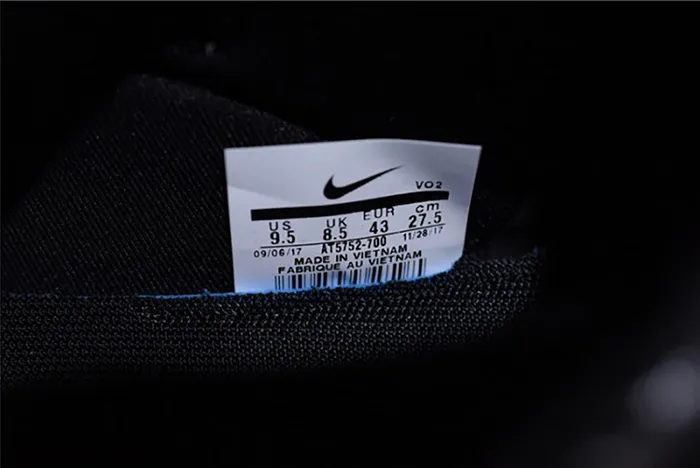 VO2
US UK EUR cm
9.5 8.5 43 27.5
09/06/17 AT5752-700 11/28/17
MADE IN VIETNAM
FABRIQUE AU VIETNAM